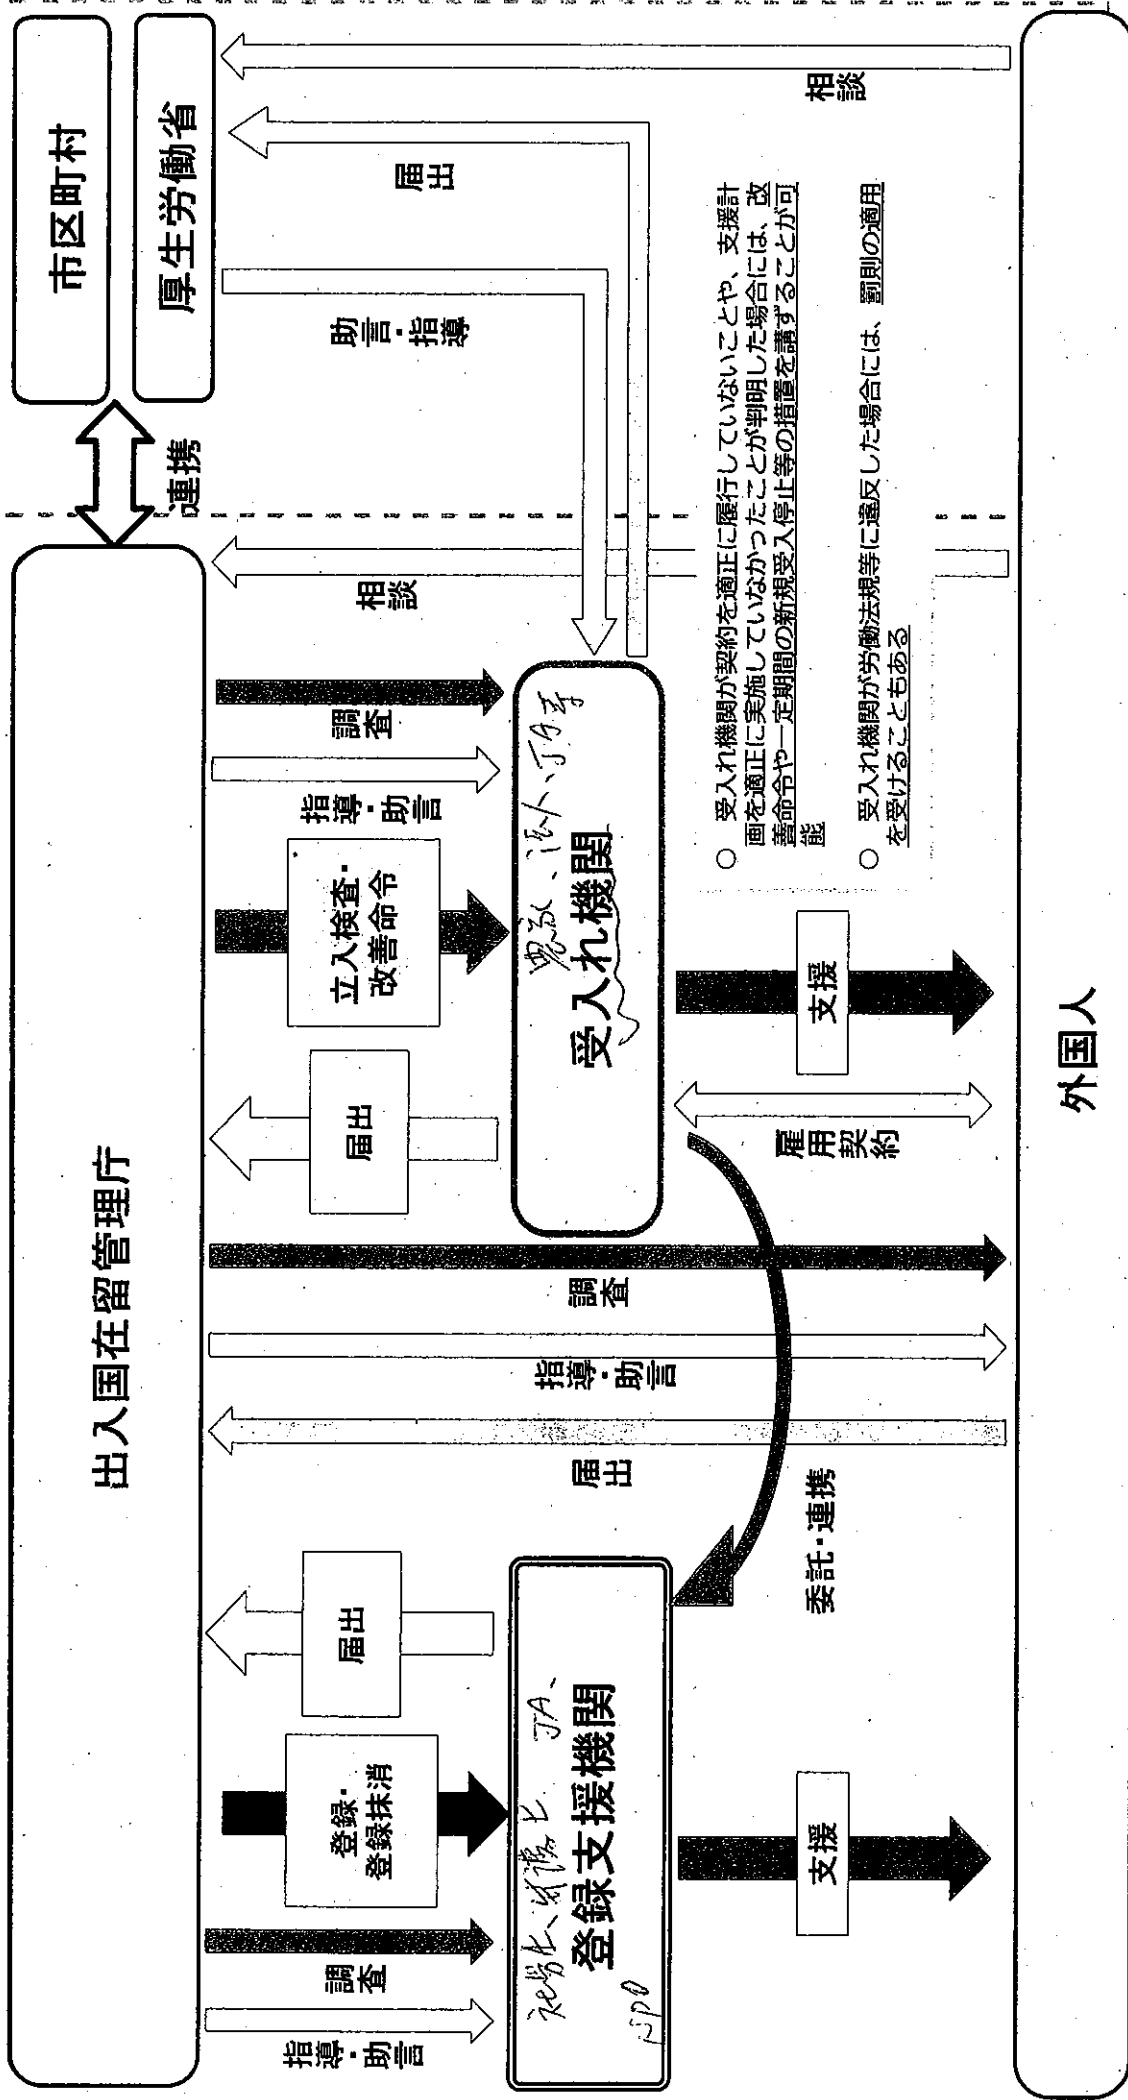 出入国在留管理庁
連携
市区町村
厚生労働省
指導・助言
調査
登録・
登録抹消
届出
届出
指導・助言
調査
届出
立入検査・
改善命令
指導・助言
調査
相談
助言・指導
届出
相談
社労士、弁護士 JA、
登録支援機関
NPO
農家、法人、
受入れ機関
支援
委託・連携
雇用契約
支援
○ 受入れ機関が契約を適正に履行していないことや、支援計
画を適正に実施していなかったことが判明した場合には、改
善命令や一定期間の新規受入停止等の措置を講ずることが可
能
○ 受入れ機関が労働法規等に違反した場合には、罰則の適用
を受けることもある
外国人